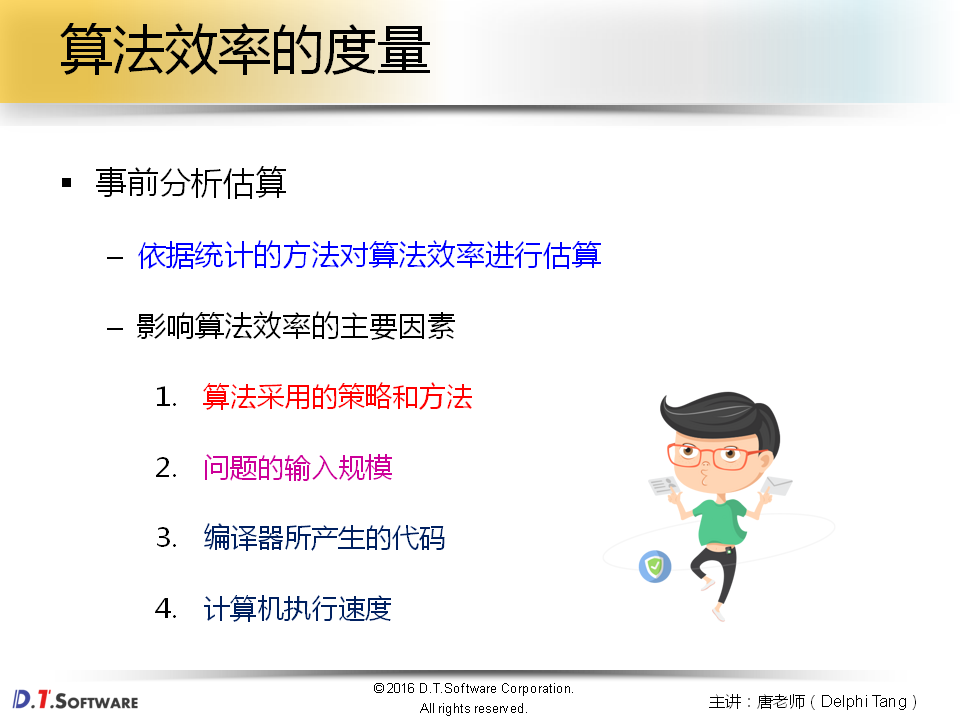 算法效率的度量
▪ 事前分析估算
– 依据统计的方法对算法效率进行估算
– 影响算法效率的主要因素
1. 算法采用的策略和方法
2. 问题的输入规模
3. 编译器所产生的代码
4. 计算机执行速度
D.T.SOFTWARE
©2016 D.T.Software Corporation.
All rights reserved.
主讲：唐老师（Delphi Tang）